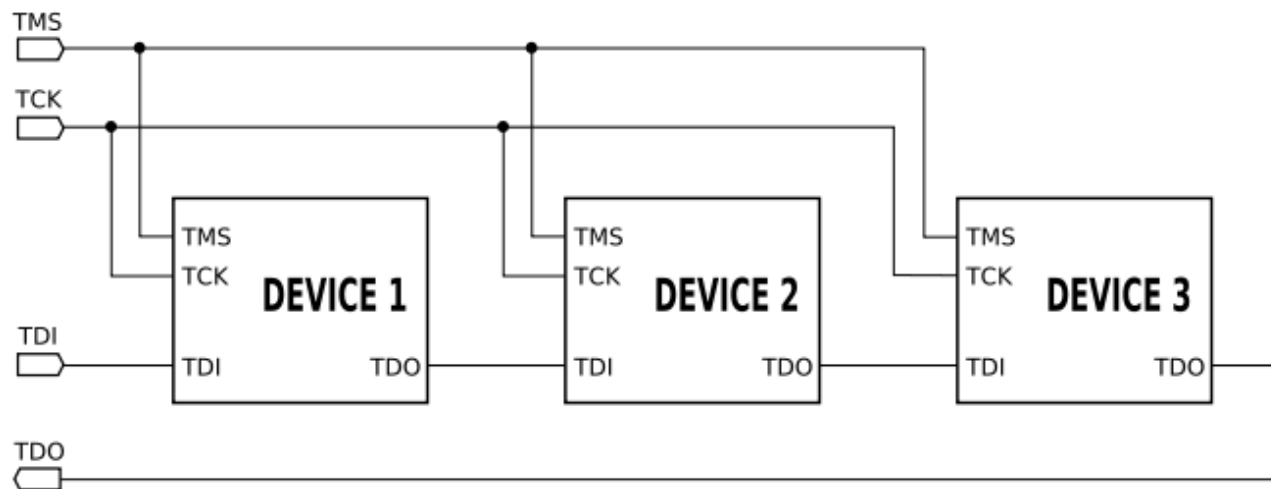 TMS
TCK
TMS
TCK
DEVICE 1
TDI
TDO
TMS
TCK
DEVICE 2
TDI
TDO
TMS
TCK
DEVICE 3
TDI
TDO
TDI
TDO